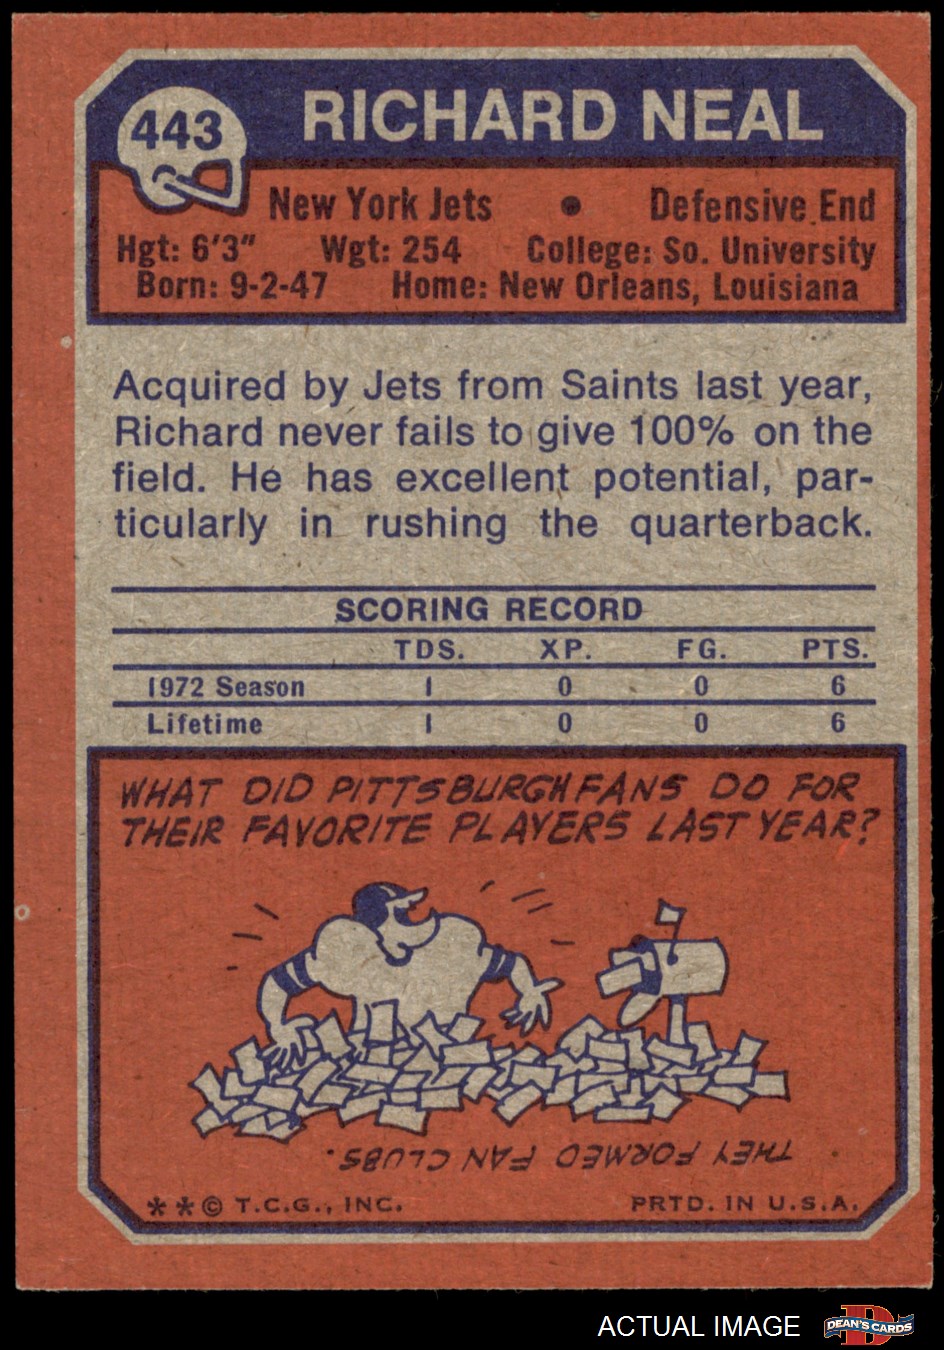 443
RICHARD NEAL
New York Jets • Defensive End
Hgt: 6'3" Wgt: 254 College: So. University
Born: 9-2-47 Home: New Orleans, Louisiana
Acquired by Jets from Saints last year,
Richard never fails to give 100% on the
field. He has excellent potential, par-
ticularly in rushing the quarterback.
SCORING RECORD
TDS. XP. FG. PTS.
1972 Season 1 0 0 6
Lifetime 1 0 0 6
WHAT DID PITTSBURGH FANS DO FOR
THEIR FAVORITE PLAYERS LAST YEAR?
THEY FORMED FAN CLUBS.
**© T.C.G., INC. PRTD. IN U.S.A.
ACTUAL IMAGE
D
DEAN'S CARDS